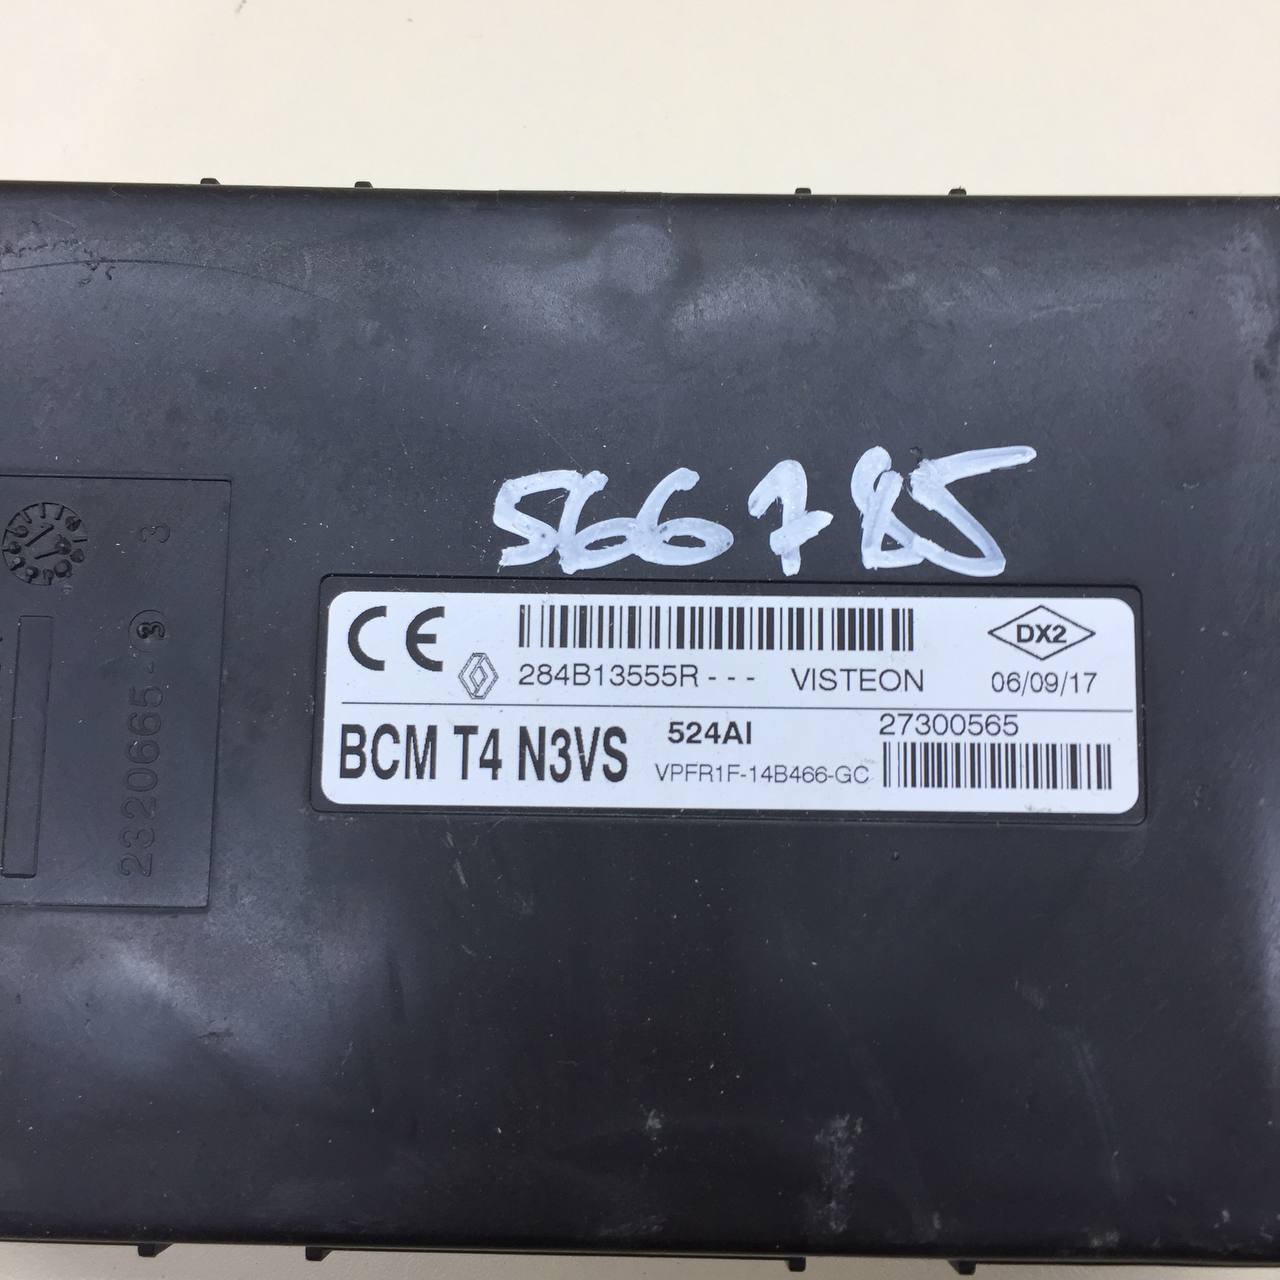 566785
CE
284B13555R - - - VISTEON
DX2
06/09/17
BCM T4 N3VS
524AI
VPFR1F-14B466-GC
27300565
2320665-3 3
17